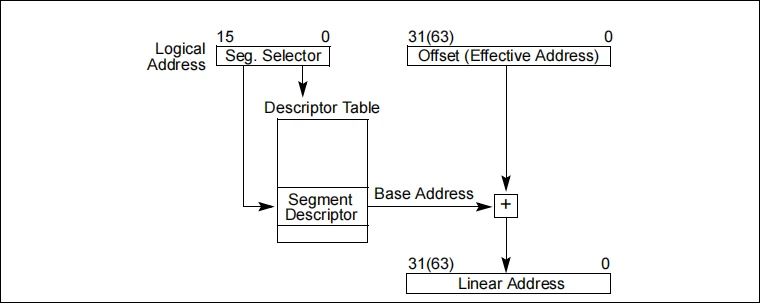 15 0
31(63) 0
Logical
Address
Seg. Selector
Offset (Effective Address)
Descriptor Table
Segment
Descriptor
Base Address
+
31(63) 0
Linear Address